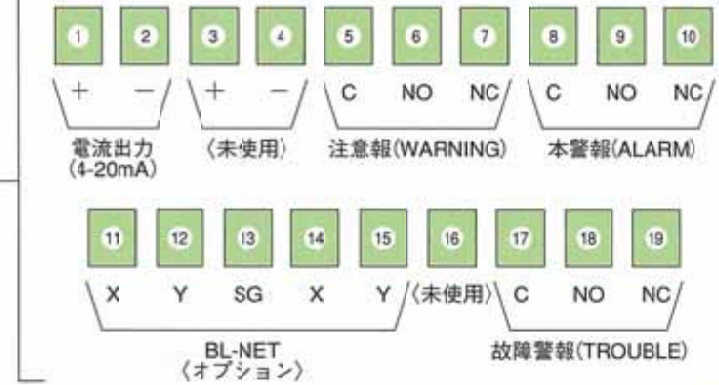 1 2 3 4 5 6 7 8 9 10
+ − + − C NO NC C NO NC
電流出力 〈未使用〉 注意報(WARNING) 本警報(ALARM)
(4-20mA)
11 12 13 14 15 16 17 18 19
X Y SG X Y 〈未使用〉 C NO NC
BL-NET 故障警報(TROUBLE)
〈オプション〉